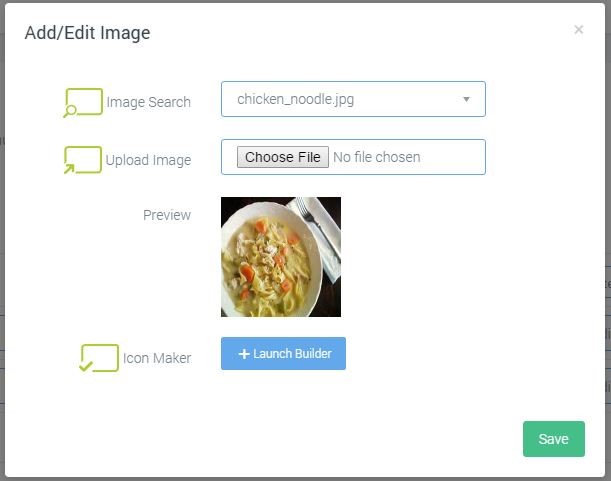 Add/Edit Image ×
Image Search chicken_noodle.jpg
Upload Image Choose File No file chosen
Preview
Icon Maker + Launch Builder
Save